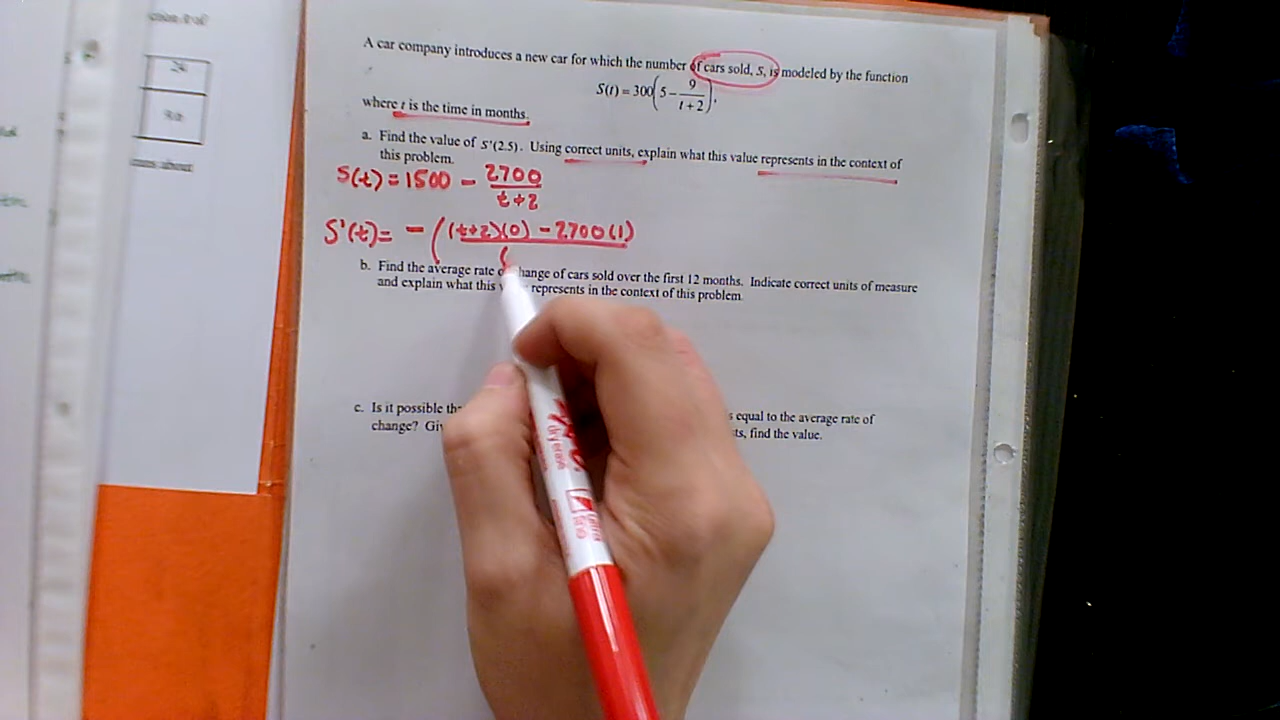 A car company introduces a new car for which the number of cars sold, S, is modeled by the function
S(t) = 300(5 - 9/(t+2)),
where t is the time in months.
a. Find the value of S'(2.5). Using correct units, explain what this value represents in the context of
this problem.
S(t) = 1500 - 2700/(t+2)
S'(t) = - ( ((t+2)(0) - 2700(1)) / (
b. Find the average rate change of cars sold over the first 12 months. Indicate correct units of measure
and explain what this represents in the context of this problem.
c. Is it possible equal to the average rate of
change? find the value.
dry erase
about